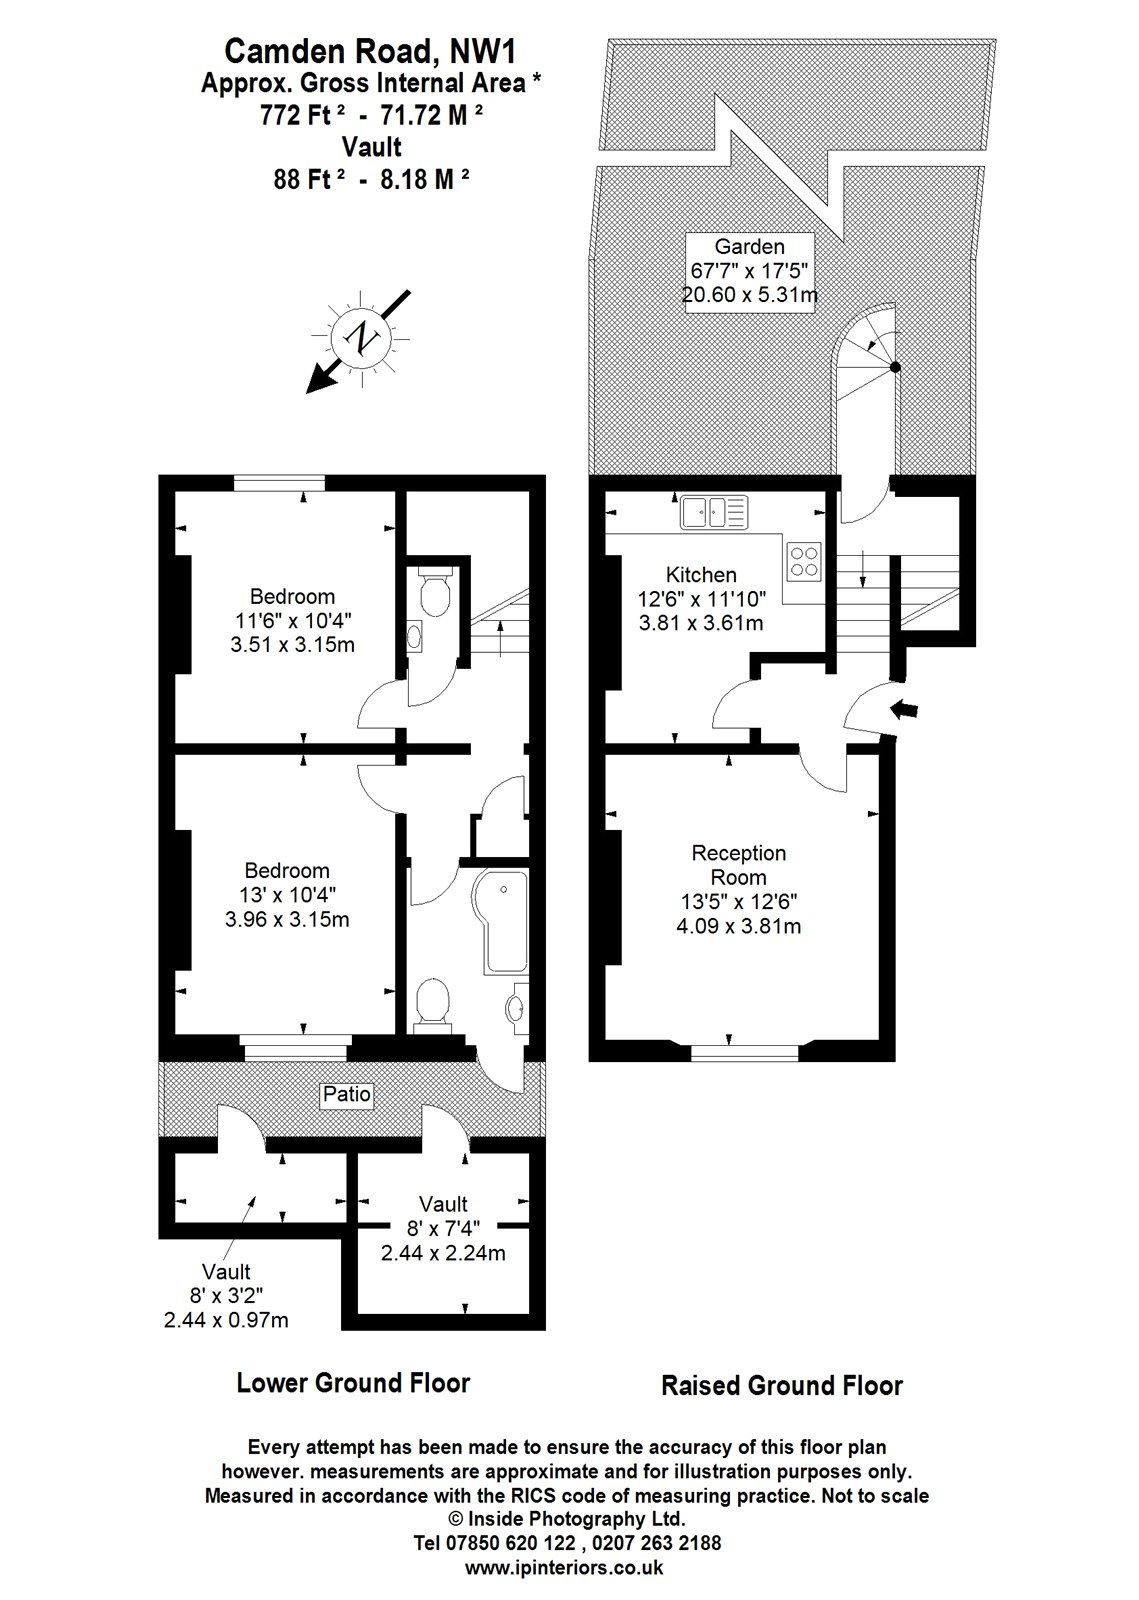 Camden Road, NW1
Approx. Gross Internal Area *
772 Ft ² - 71.72 M ²
Vault
88 Ft ² - 8.18 M ²
Garden
67'7" x 17'5"
20.60 x 5.31m
N
Bedroom
11'6" x 10'4"
3.51 x 3.15m
Kitchen
12'6" x 11'10"
3.81 x 3.61m
Bedroom
13' x 10'4"
3.96 x 3.15m
Reception
Room
13'5" x 12'6"
4.09 x 3.81m
Patio
Vault
8' x 7'4"
2.44 x 2.24m
Vault
8' x 3'2"
2.44 x 0.97m
Lower Ground Floor
Raised Ground Floor
Every attempt has been made to ensure the accuracy of this floor plan
however. measurements are approximate and for illustration purposes only.
Measured in accordance with the RICS code of measuring practice. Not to scale
© Inside Photography Ltd.
Tel 07850 620 122 , 0207 263 2188
www.ipinteriors.co.uk